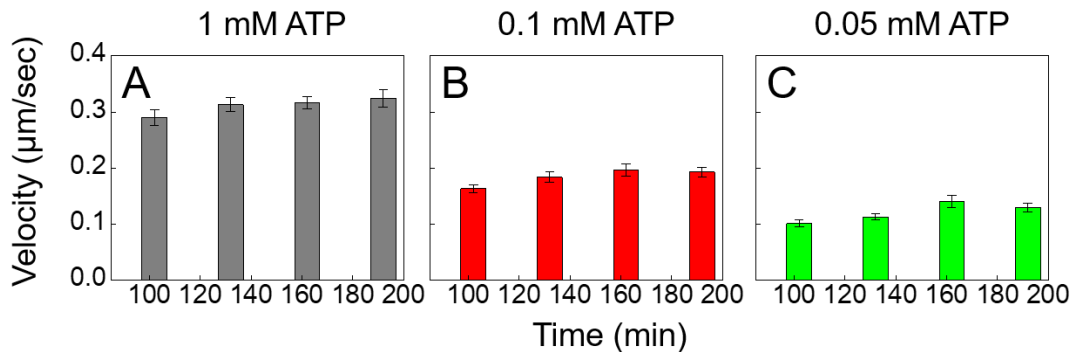 1 mM ATP 0.1 mM ATP 0.05 mM ATP
A B C
Velocity (μm/sec)
0.4
0.3
0.2
0.1
0.0
100 120 140 160 180 200 100 120 140 160 180 200 100 120 140 160 180 200
Time (min)